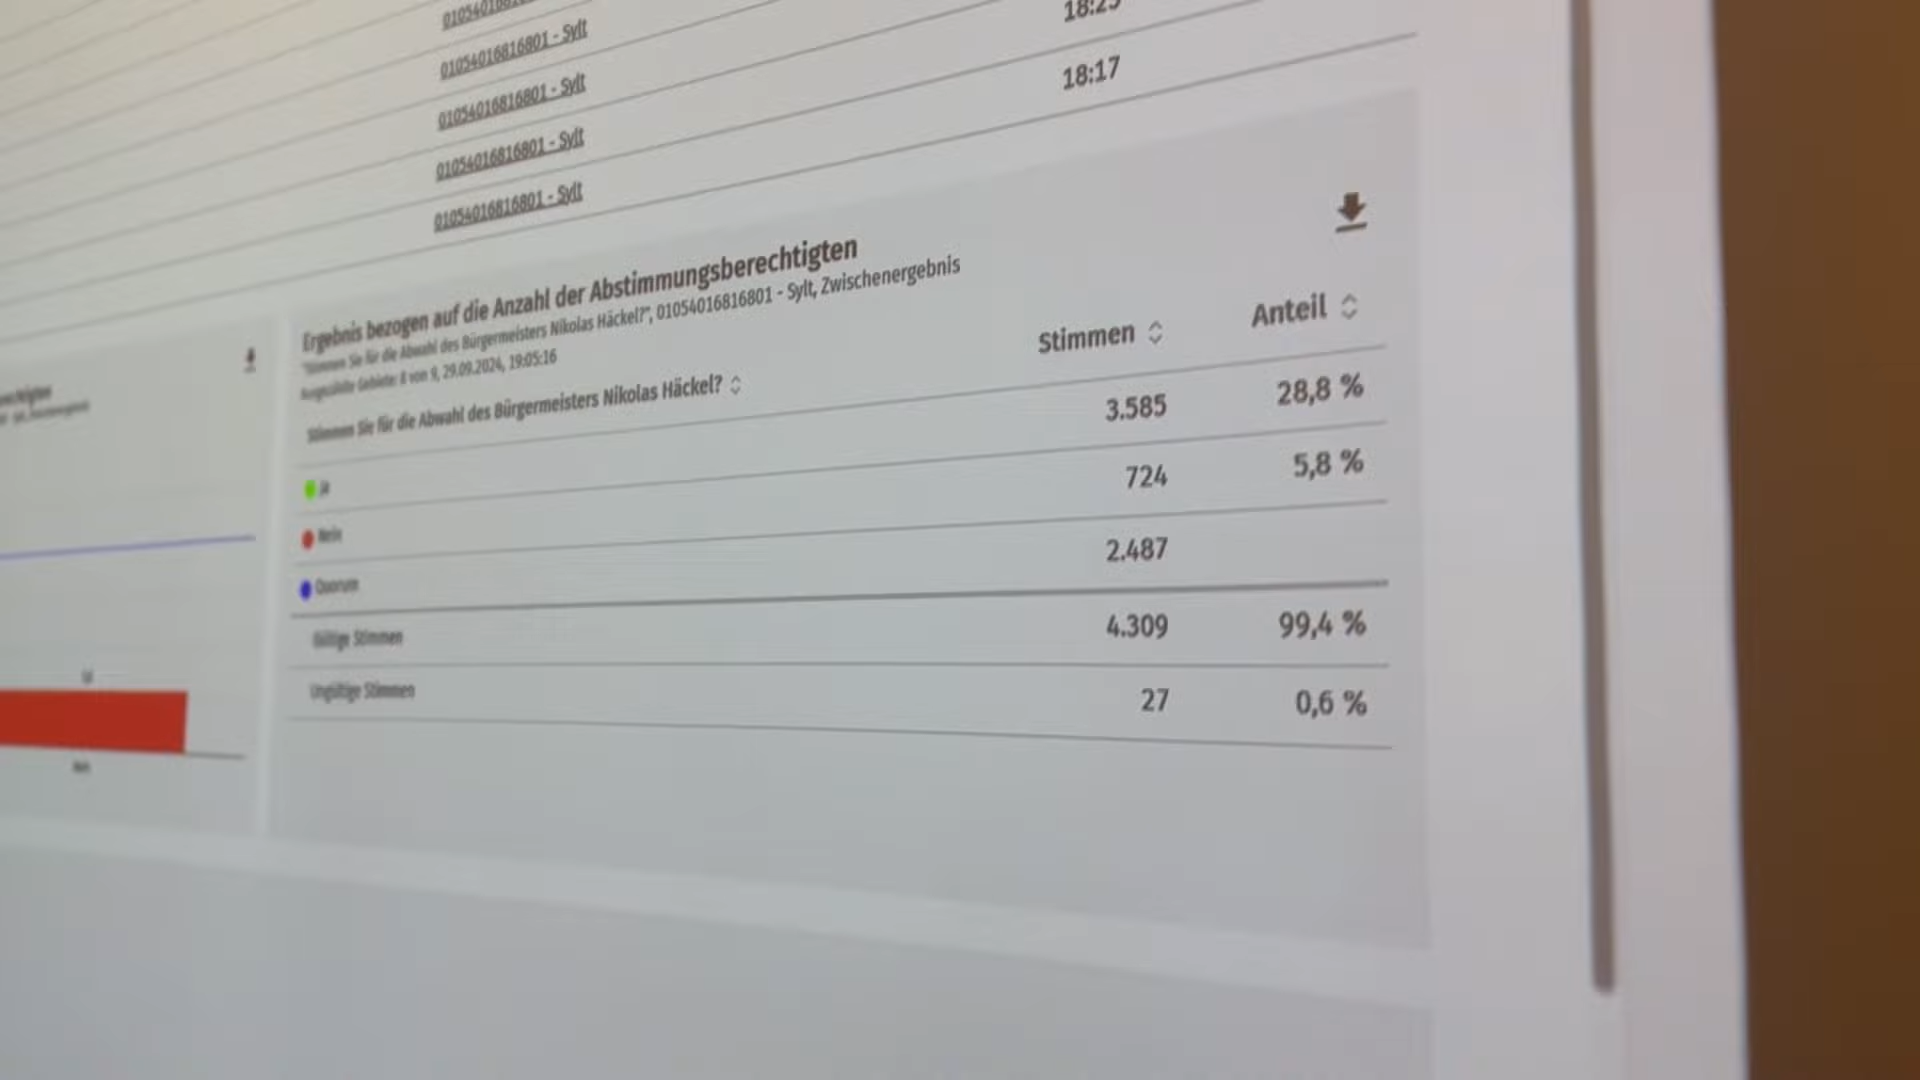 01054016816801 - Sylt
01054016816801 - Sylt
01054016816801 - Sylt
01054016816801 - Sylt
18:17
Ergebnis bezogen auf die Anzahl der Abstimmungsberechtigten
"Stimmen Sie für die Abwahl des Bürgermeisters Nikolas Häckel?", 01054016816801 - Sylt, Zwischenergebnis
Ausgezählte Gebiete: 8 von 9, 29.09.2024, 19:05:16
Stimmen Sie für die Abwahl des Bürgermeisters Nikolas Häckel? Stimmen Anteil
Ja 3.585 28,8 %
Nein 724 5,8 %
Quorum 2.487
Gültige Stimmen 4.309 99,4 %
Ungültige Stimmen 27 0,6 %